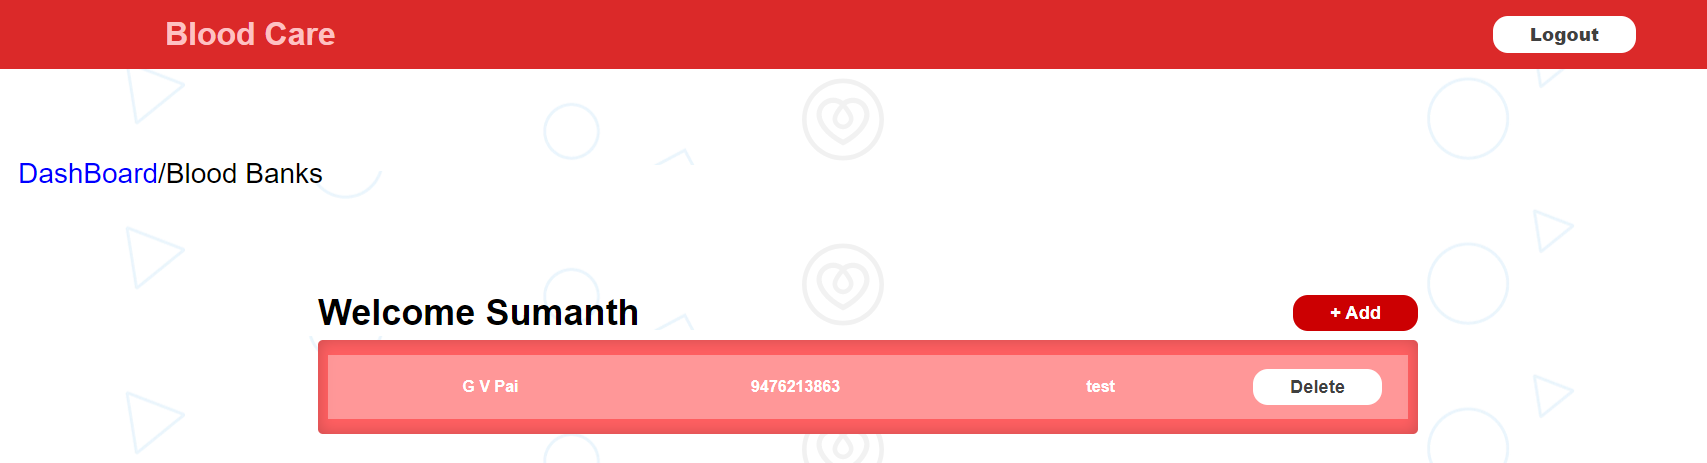 Blood Care
Logout
DashBoard/Blood Banks
Welcome Sumanth
+ Add
G V Pai 9476213863 test Delete